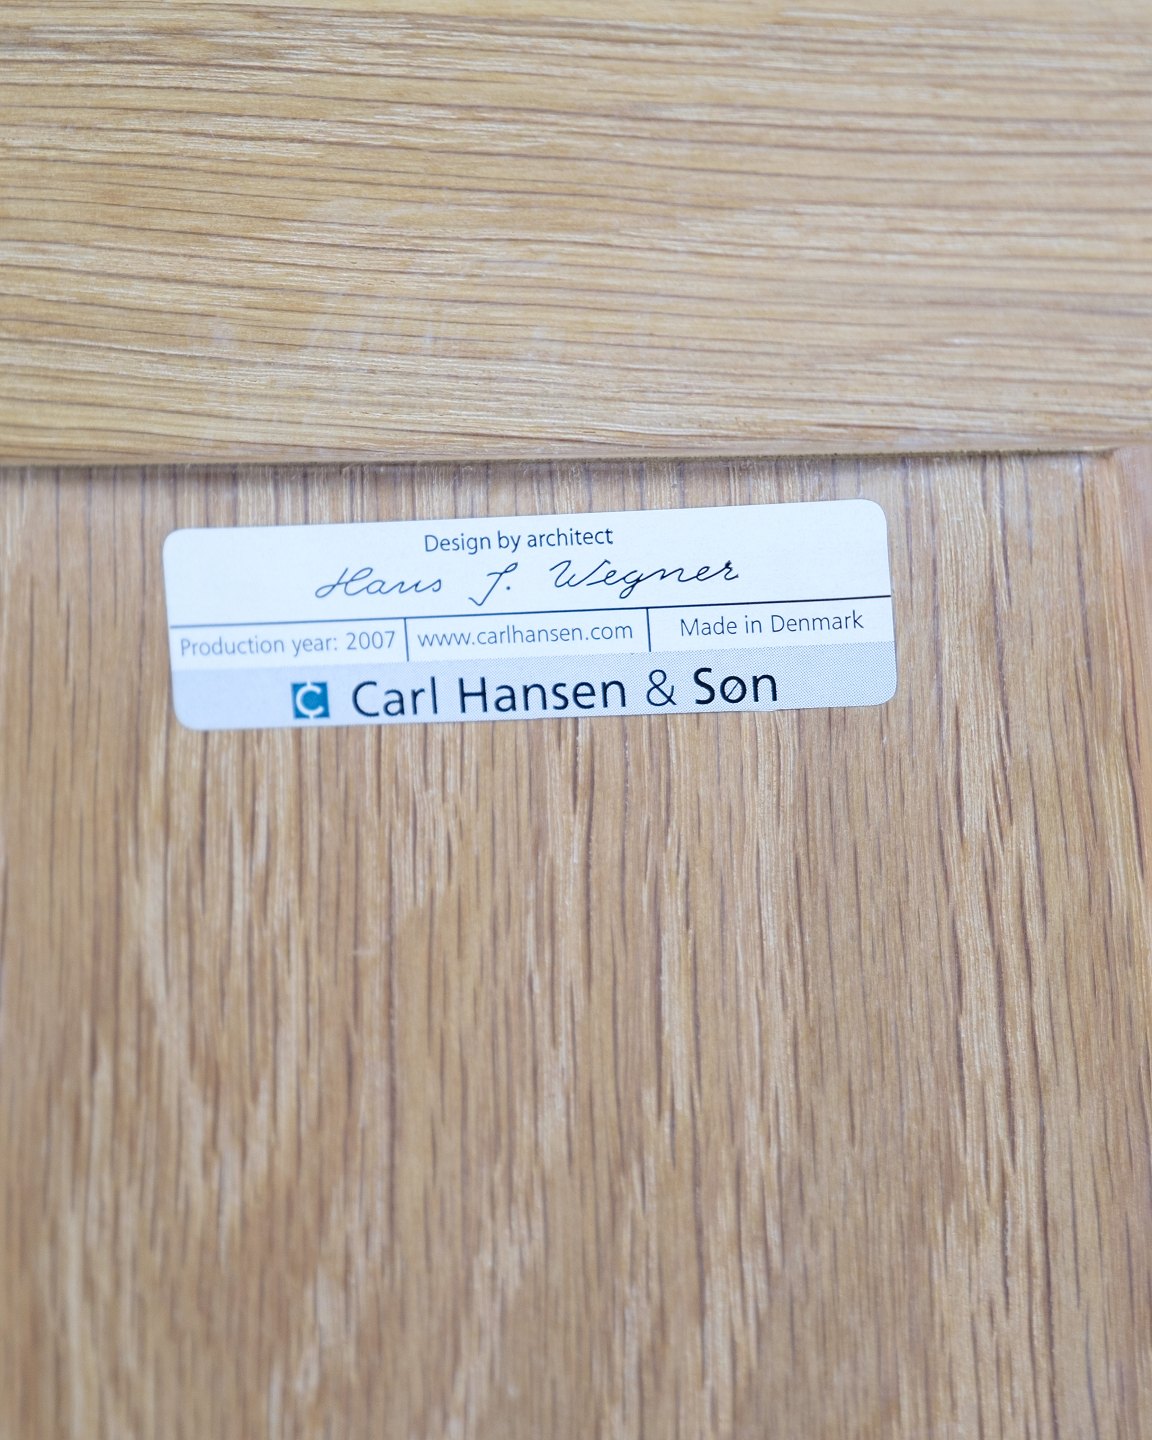 Design by architect
Hans J. Wegner
Production year: 2007
www.carlhansen.com
Made in Denmark
Carl Hansen & Søn